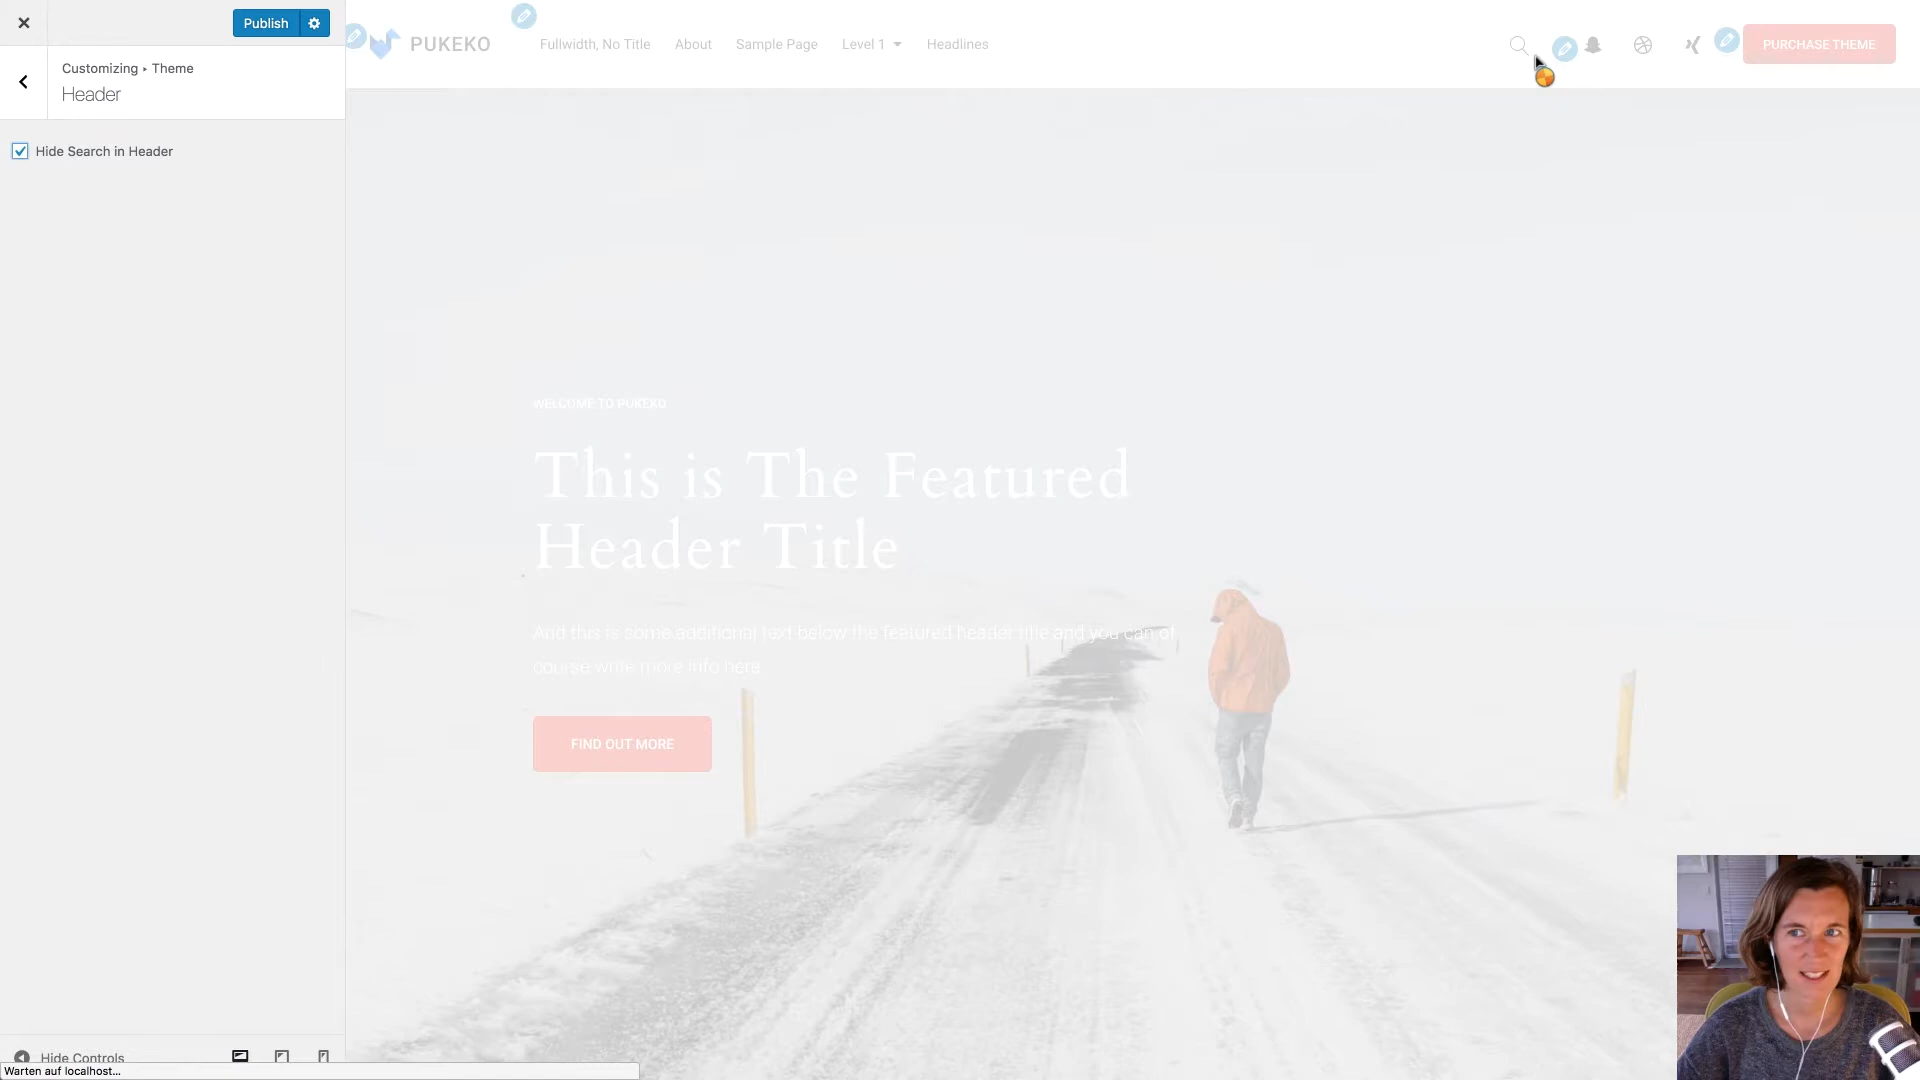 Publish
Customizing ▸ Theme
Header
Hide Search in Header
PUKEKO
Fullwidth, No Title
About
Sample Page
Level 1
Headlines
PURCHASE THEME
WELCOME TO PUKEKO
This is The Featured
Header Title
And this is some additional text below the featured header title and you can of
course write more info here.
FIND OUT MORE
Hide Controls
Warten auf localhost...